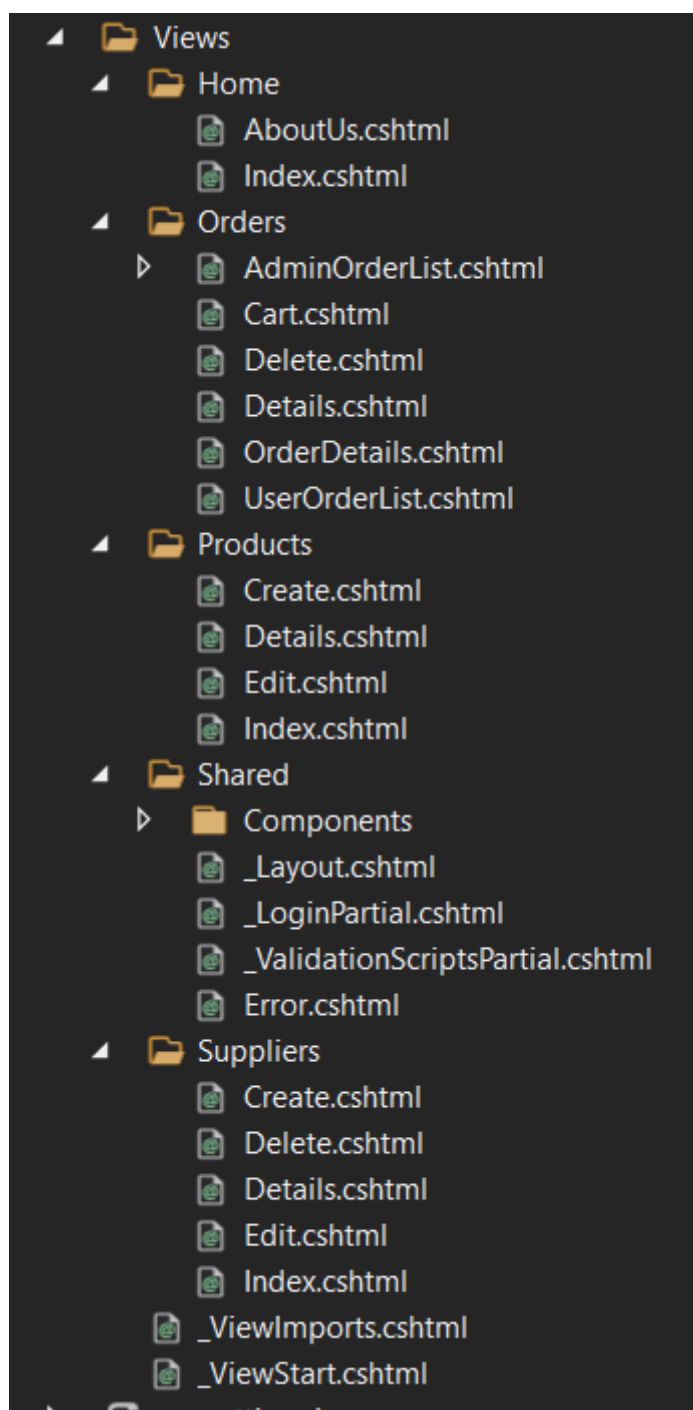 Views
Home
AboutUs.cshtml
Index.cshtml
Orders
AdminOrderList.cshtml
Cart.cshtml
Delete.cshtml
Details.cshtml
OrderDetails.cshtml
UserOrderList.cshtml
Products
Create.cshtml
Details.cshtml
Edit.cshtml
Index.cshtml
Shared
Components
_Layout.cshtml
_LoginPartial.cshtml
_ValidationScriptsPartial.cshtml
Error.cshtml
Suppliers
Create.cshtml
Delete.cshtml
Details.cshtml
Edit.cshtml
Index.cshtml
_ViewImports.cshtml
_ViewStart.cshtml